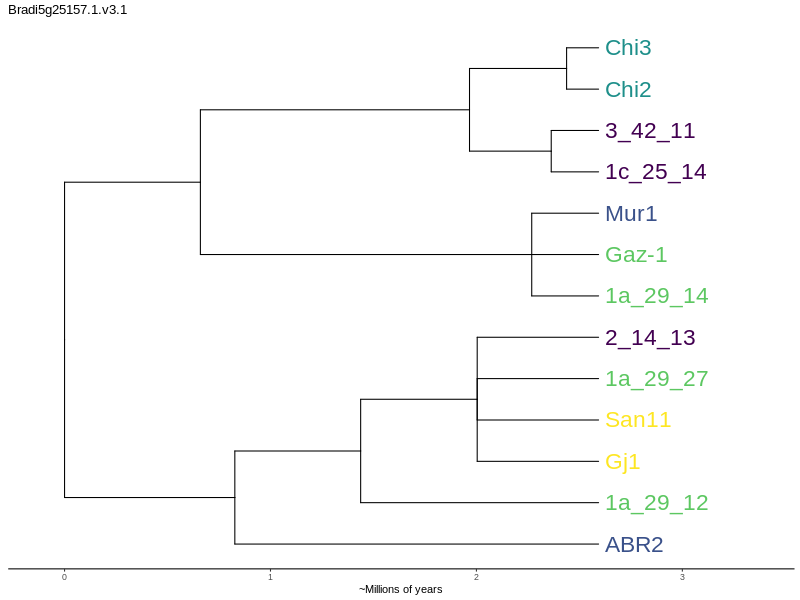 Bradi5g25157.1.v3.1
Chi3
Chi2
3_42_11
1c_25_14
Mur1
Gaz-1
1a_29_14
2_14_13
1a_29_27
San11
Gj1
1a_29_12
ABR2
0 1 2 3
~Millions of years